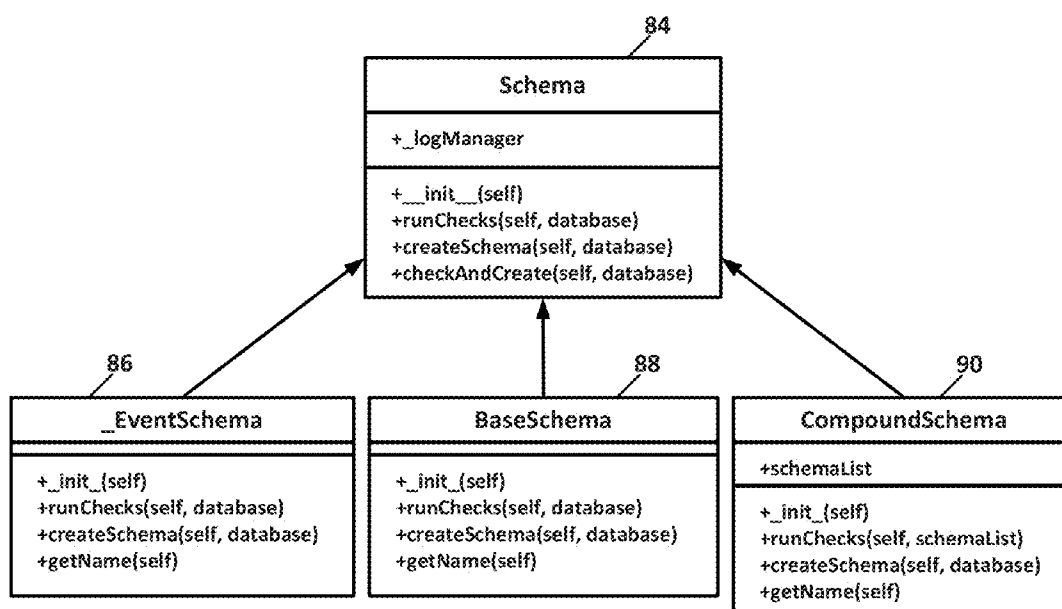 84
Schema
+_logManager
+__init__(self)
+runChecks(self, database)
+createSchema(self, database)
+checkAndCreate(self, database)
86
_EventSchema
+_init_(self)
+runChecks(self, database)
+createSchema(self, database)
+getName(self)
88
BaseSchema
+_init_(self)
+runChecks(self, database)
+createSchema(self, database)
+getName(self)
90
CompoundSchema
+schemaList
+_init_(self)
+runChecks(self, schemaList)
+createSchema(self, database)
+getName(self)